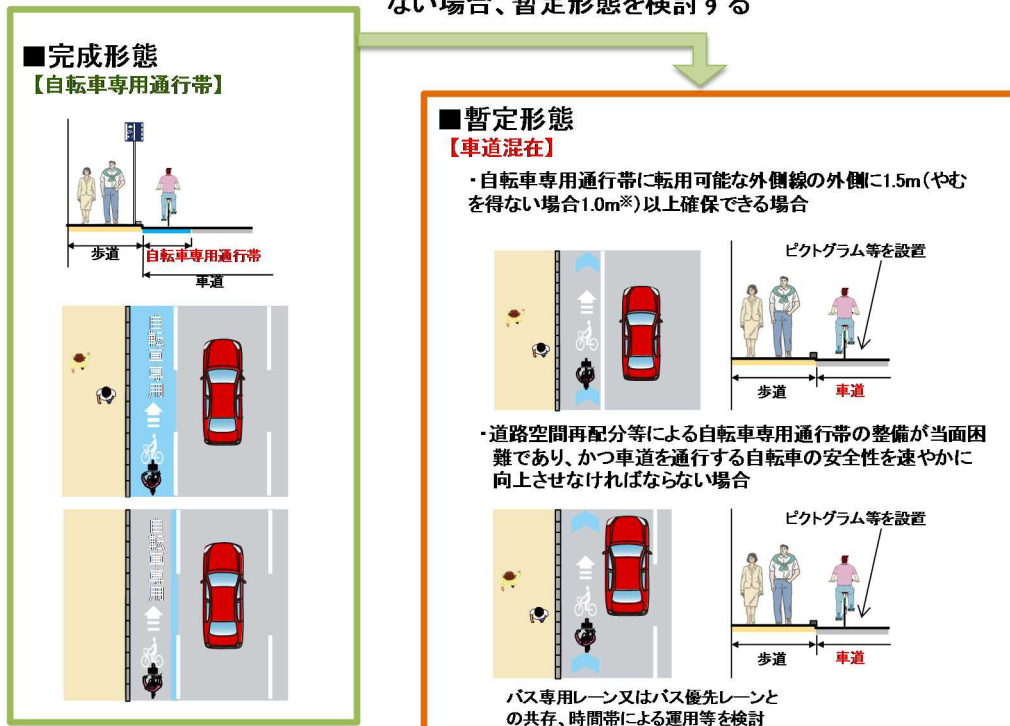 ない場合、暫定形態を検討する
■完成形態
【自転車専用通行帯】
歩道
自転車専用通行帯
車道
自転車専用
自転車専用
■暫定形態
【車道混在】
・自転車専用通行帯に転用可能な外側線の外側に1.5m(やむ
を得ない場合1.0m※)以上確保できる場合
ピクトグラム等を設置
歩道
車道
・道路空間再配分等による自転車専用通行帯の整備が当面困
難であり、かつ車道を通行する自転車の安全性を速やかに
向上させなければならない場合
ピクトグラム等を設置
歩道
車道
バス専用レーン又はバス優先レーンと
の共存、時間帯による運用等を検討